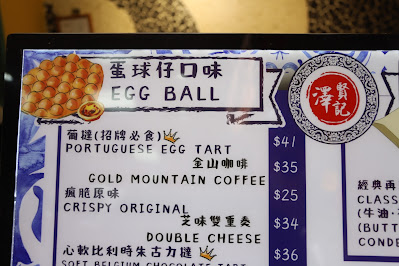 蛋球仔口味
EGG BALL
葡撻(招牌必食)
PORTUGUESE EGG TART $41
金山咖啡
GOLD MOUNTAIN COFFEE $35
瘋脆原味
CRISPY ORIGINAL $25
芝味雙重奏
DOUBLE CHEESE $34
心軟比利時朱古力撻
SOFT BELGIUM CHOCOLATE TART $36
賢記
澤
經典再
CLASS
(牛油·
(BUTT
CONDE